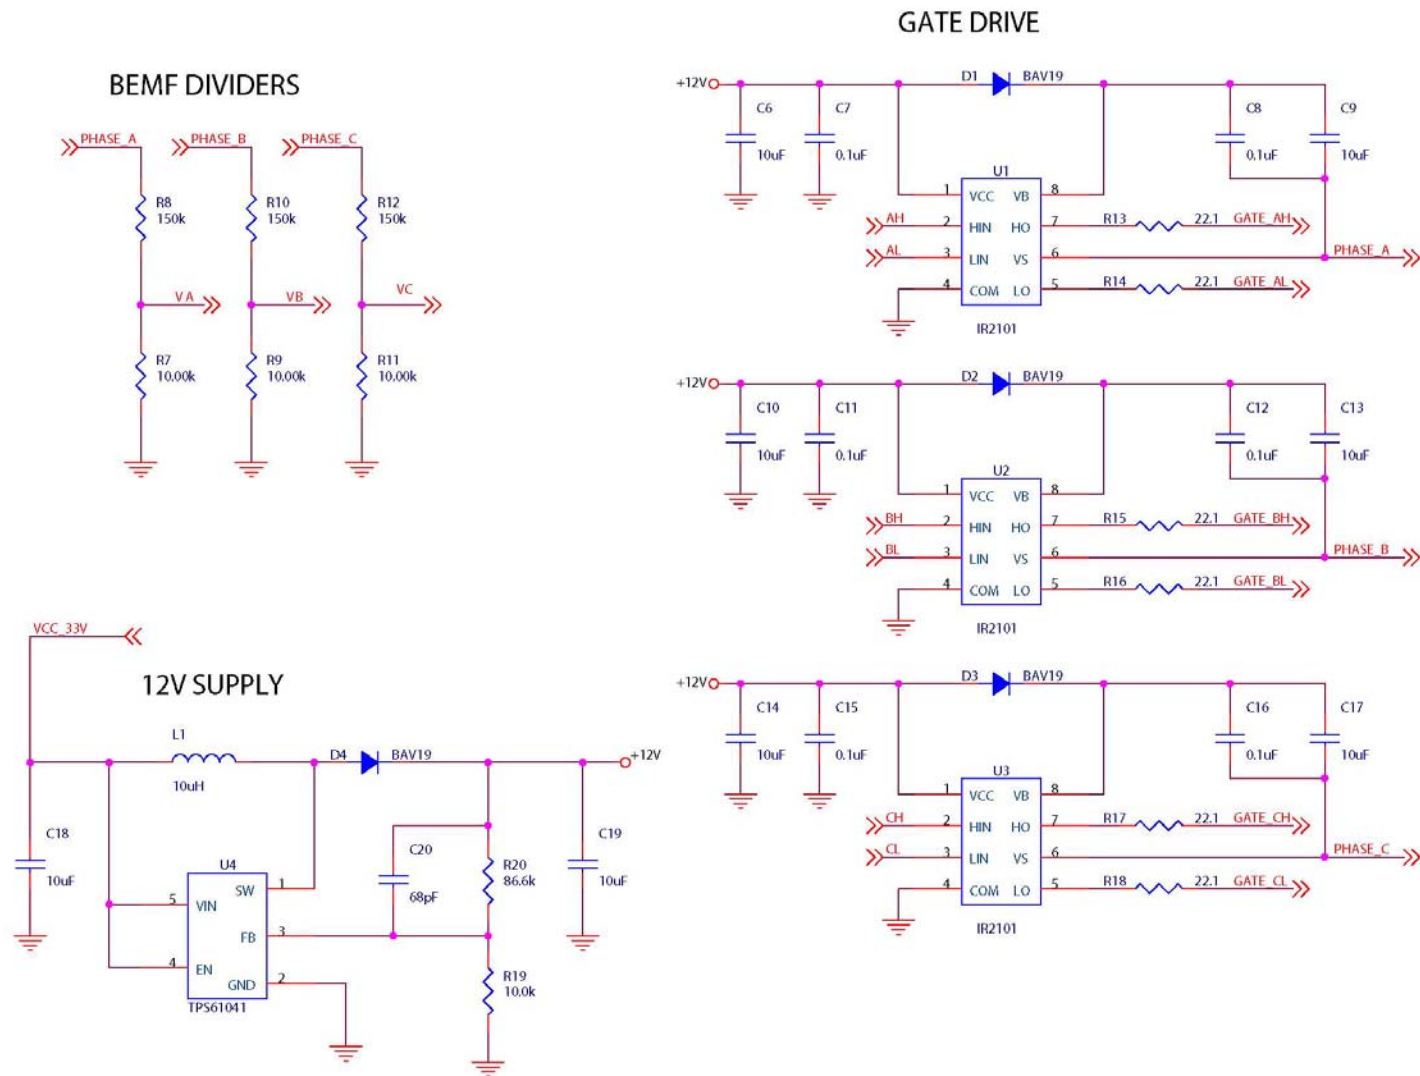 GATE DRIVE
BEMF DIVIDERS
PHASE_A
PHASE_B
PHASE_C
R8
150k
R10
150k
R12
150k
VA
VB
VC
R7
10.00k
R9
10.00k
R11
10.00k
+12V
D1
BAV19
C6
10uF
C7
0.1uF
C8
0.1uF
C9
10uF
U1
1
VCC
VB
8
AH
2
HIN
HO
7
R13
22.1
GATE_AH
AL
3
LIN
VS
6
PHASE_A
4
COM
LO
5
R14
22.1
GATE_AL
IR2101
+12V
D2
BAV19
C10
10uF
C11
0.1uF
C12
0.1uF
C13
10uF
U2
1
VCC
VB
8
BH
2
HIN
HO
7
R15
22.1
GATE_BH
BL
3
LIN
VS
6
PHASE_B
4
COM
LO
5
R16
22.1
GATE_BL
IR2101
VCC_33V
12V SUPPLY
L1
10uH
D4
BAV19
+12V
C18
10uF
C20
68pF
R20
86.6k
C19
10uF
U4
SW
1
5
VIN
FB
3
4
EN
GND
2
TPS61041
R19
10.0k
+12V
D3
BAV19
C14
10uF
C15
0.1uF
C16
0.1uF
C17
10uF
U3
1
VCC
VB
8
CH
2
HIN
HO
7
R17
22.1
GATE_CH
CL
3
LIN
VS
6
PHASE_C
4
COM
LO
5
R18
22.1
GATE_CL
IR2101